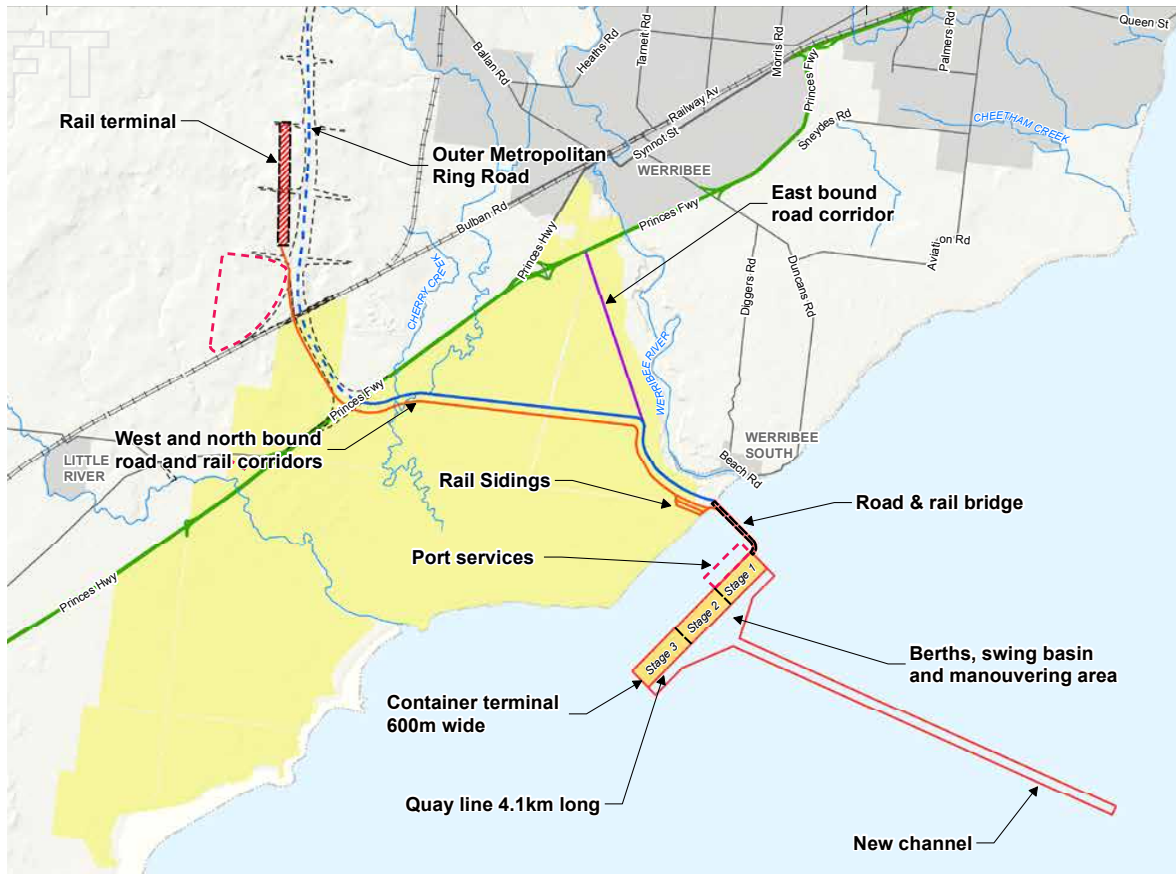 FT
Ballan Rd
Heaths Rd
Tarneit Rd
Morris Rd
Princes' Fwy
Palmers Rd
Queen St
Railway Av
Synnot St
Sneydes Rd
CHEETHAM CREEK
Rail terminal
Outer Metropolitan
Ring Road
WERRIBEE
Bulban Rd
East bound
road corridor
Princes Fwy
Princes Hwy
Aviation Rd
CHERRY CREEK
Diggers Rd
Duncans Rd
WERRIBEE RIVER
Princes Fwy
West and north bound
road and rail corridors
LITTLE
RIVER
WERRIBEE
SOUTH
Beach Rd
Rail Sidings
Road & rail bridge
Port services
Princes Hwy
Stage 1
Stage 2
Stage 3
Berths, swing basin
and manouvering area
Container terminal
600m wide
Quay line 4.1km long
New channel